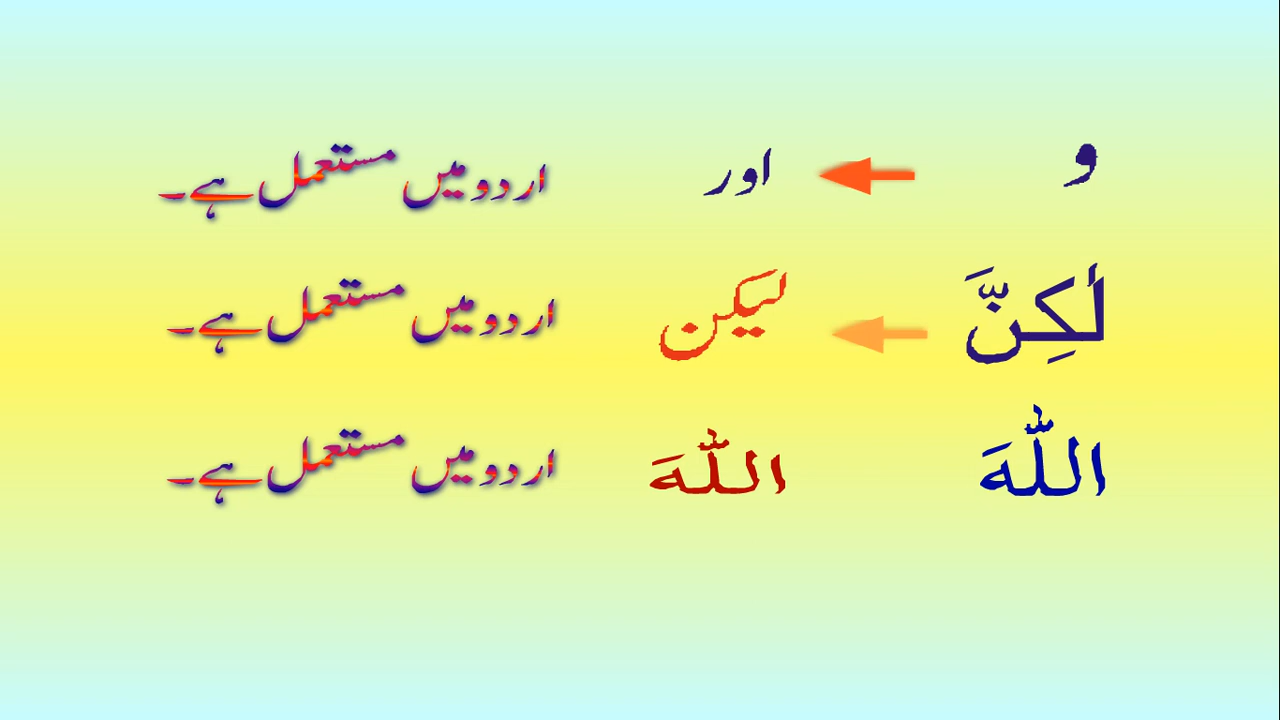 و اور اردو میں مستعمل ہے۔
لٰكِنَّ لیکن اردو میں مستعمل ہے۔
اللّٰهَ اللّٰهَ اردو میں مستعمل ہے۔